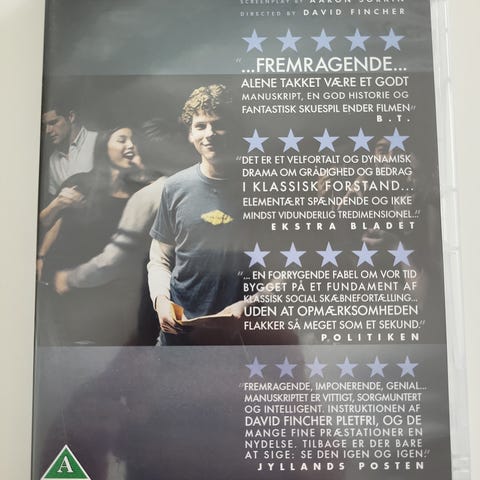 SCREENPLAY BY AARON SORKIN
DIRECTED BY DAVID FINCHER
"...FREMRAGENDE...
ALENE TAKKET VÆRE ET GODT
MANUSKRIPT, EN GOD HISTORIE OG
FANTASTISK SKUESPIL ENDER FILMEN"
B.T.
"DET ER ET VELFORTALT OG DYNAMISK
DRAMA OM GRÅDIGHED OG BEDRAG
I KLASSISK FORSTAND...
ELEMENTÆRT SPÆNDENDE OG IKKE
MINDST VIDUNDERLIG TREDIMENSIONEL..."
EKSTRA BLADET
"... EN FORRYGENDE FABEL OM VOR TID
BYGGET PÅ ET FUNDAMENT AF
KLASSISK SOCIAL SKÆBNEFORTÆLLING...
UDEN AT OPMÆRKSOMHEDEN
FLAKKER SÅ MEGET SOM ET SEKUND."
POLITIKEN
"FREMRAGENDE, IMPONERENDE, GENIAL...
MANUSKRIPTET ER VITTIGT, SORGMUNTERT
OG INTELLIGENT. INSTRUKTIONEN AF
DAVID FINCHER PLETFRI, OG DE
MANGE FINE PRÆSTATIONER EN
NYDELSE. TILBAGE ER DER BARE
AT SIGE: SE DEN IGEN OG IGEN!"
JYLLANDS POSTEN
A